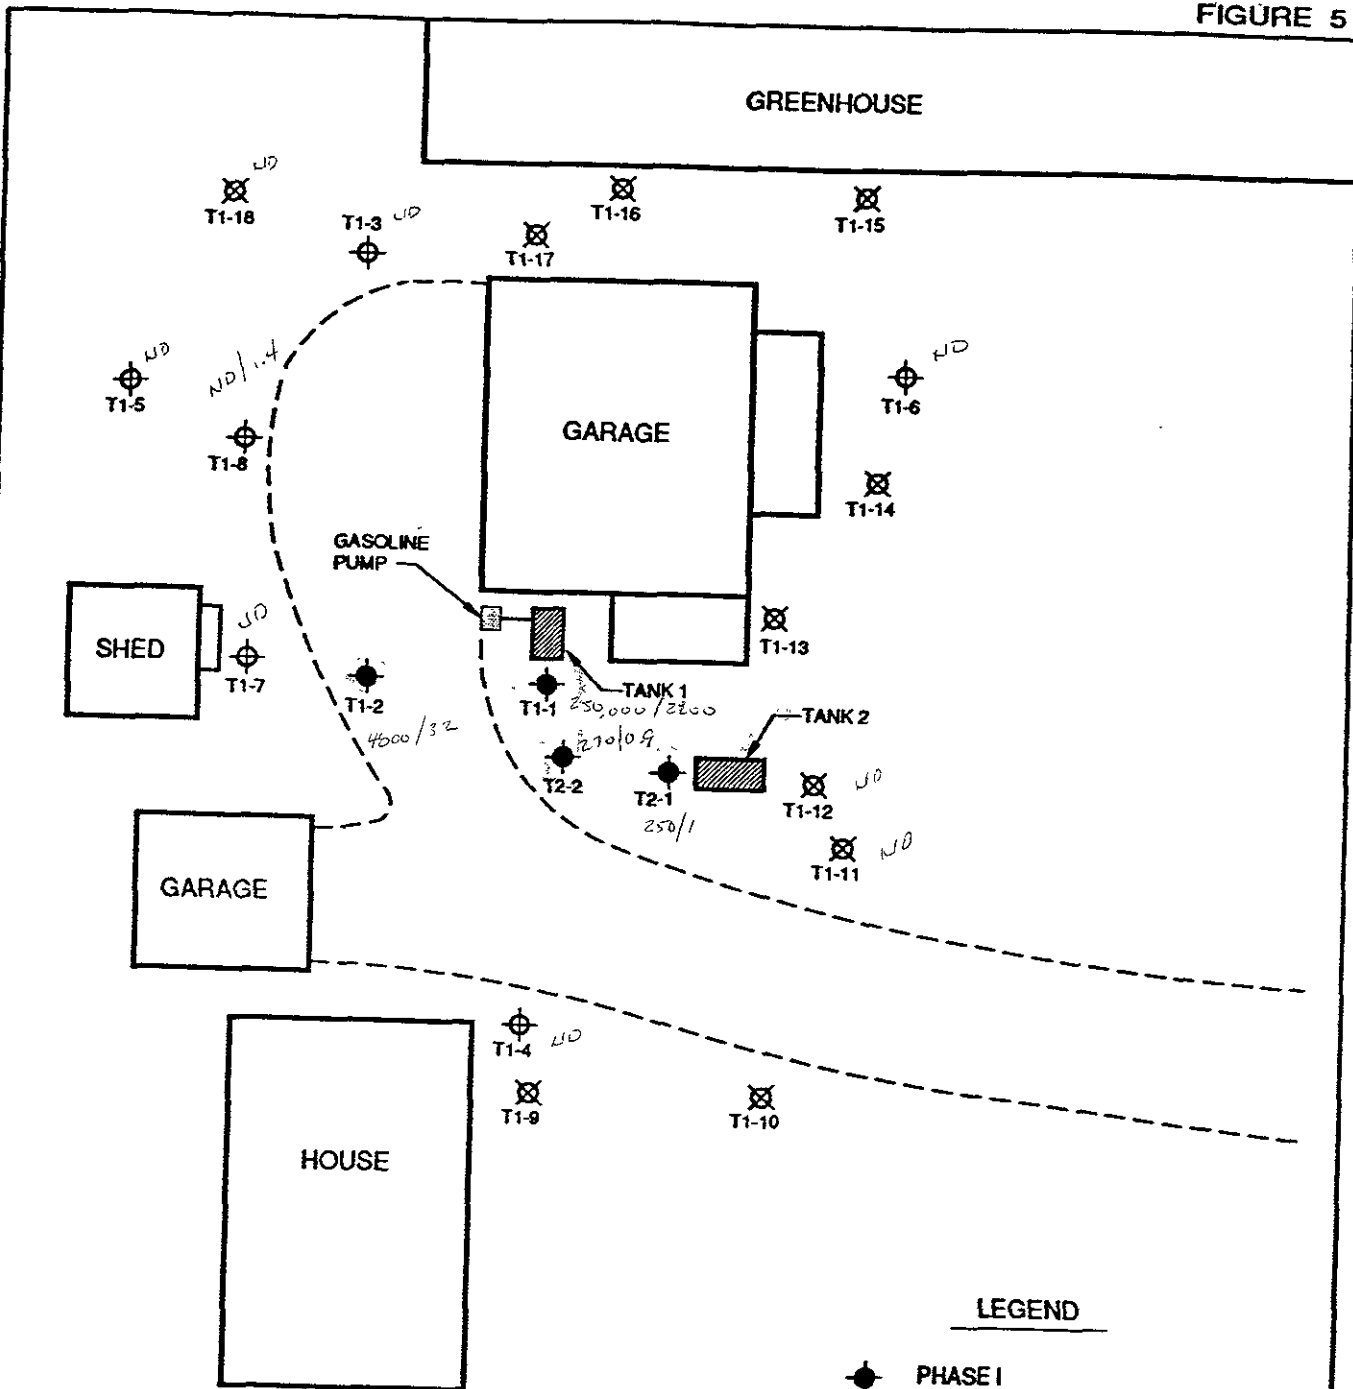 FIGURE 5
GREENHOUSE
ND
T1-18
T1-3 ND
T1-16
T1-15
T1-17
ND
T1-5
ND/1.4
T1-8
GARAGE
ND
T1-6
T1-14
GASOLINE
PUMP
SHED
ND
T1-7
T1-2
4000/32
T1-1
TANK 1
250,000/2200
T1-13
270/0.9
T2-2
T2-1
250/1
TANK 2
T1-12
ND
T1-11
ND
GARAGE
T1-4
ND
T1-9
T1-10
HOUSE
LEGEND
PHASE I